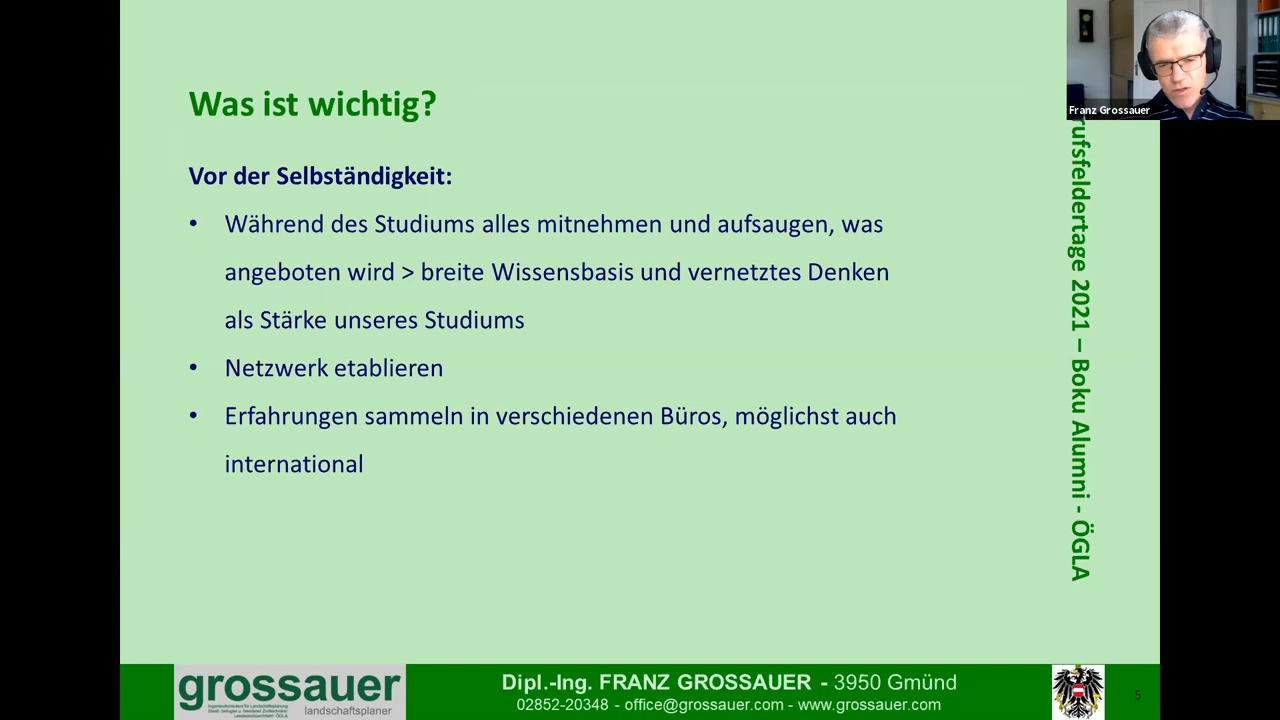 Was ist wichtig?
Vor der Selbständigkeit:
• Während des Studiums alles mitnehmen und aufsaugen, was
angeboten wird > breite Wissensbasis und vernetztes Denken
als Stärke unseres Studiums
• Netzwerk etablieren
• Erfahrungen sammeln in verschiedenen Büros, möglichst auch
international
Franz Grossauer
rufsfeldertage 2021 – Boku Alumni - ÖGLA
grossauer
landschaftsplaner
Dipl.-Ing. FRANZ GROSSAUER - 3950 Gmünd
02852-20348 - office@grossauer.com - www.grossauer.com
5